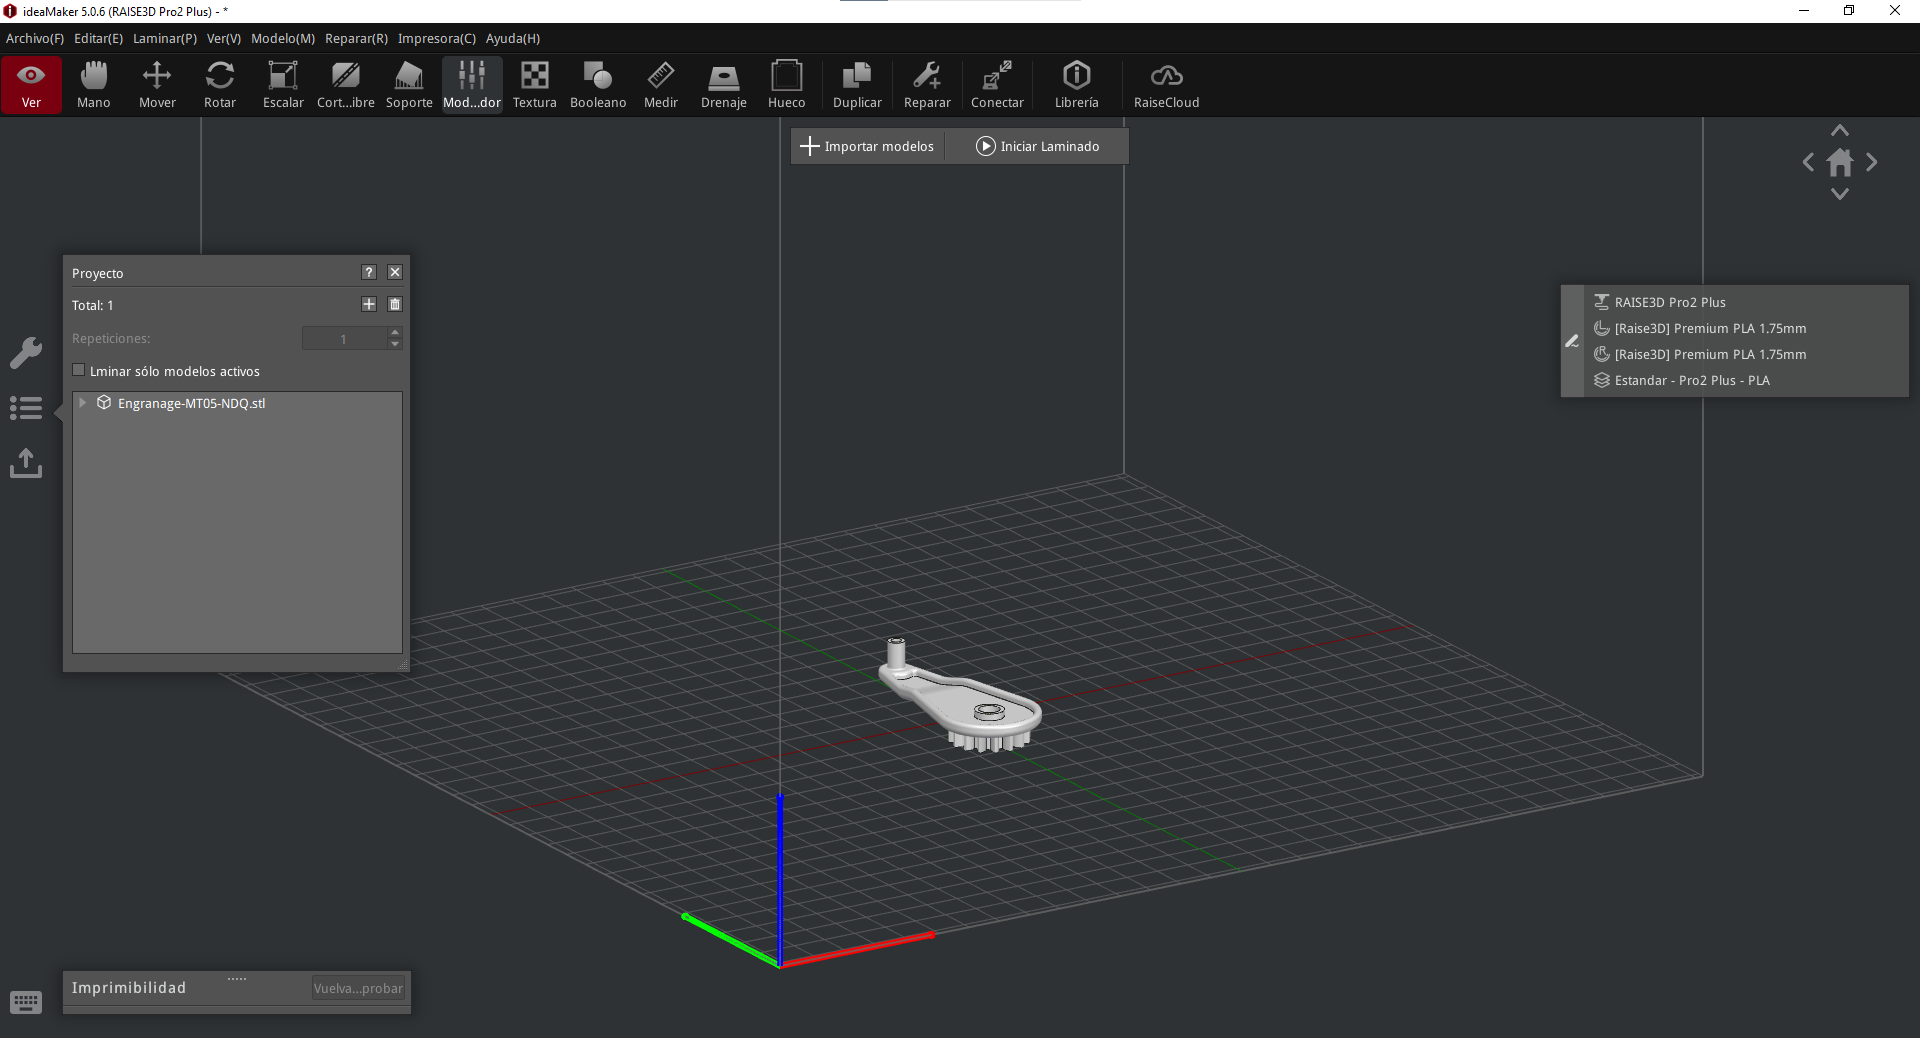 ideaMaker 5.0.6 (RAISE3D Pro2 Plus) - *
Archivo(F) Editar(E) Laminar(P) Ver(V) Modelo(M) Reparar(R) Impresora(C) Ayuda(H)
Ver Mano Mover Rotar Escalar Cort...ibre Soporte Mod...dor Textura Booleano Medir Drenaje Hueco Duplicar Reparar Conectar Librería RaiseCloud
Importar modelos Iniciar Laminado
Proyecto ?
Total: 1
Repeticiones: 1
Lminar sólo modelos activos
Engranage-MT05-NDQ.stl
RAISE3D Pro2 Plus
[Raise3D] Premium PLA 1.75mm
[Raise3D] Premium PLA 1.75mm
Estandar - Pro2 Plus - PLA
Imprimibilidad Vuelva...probar